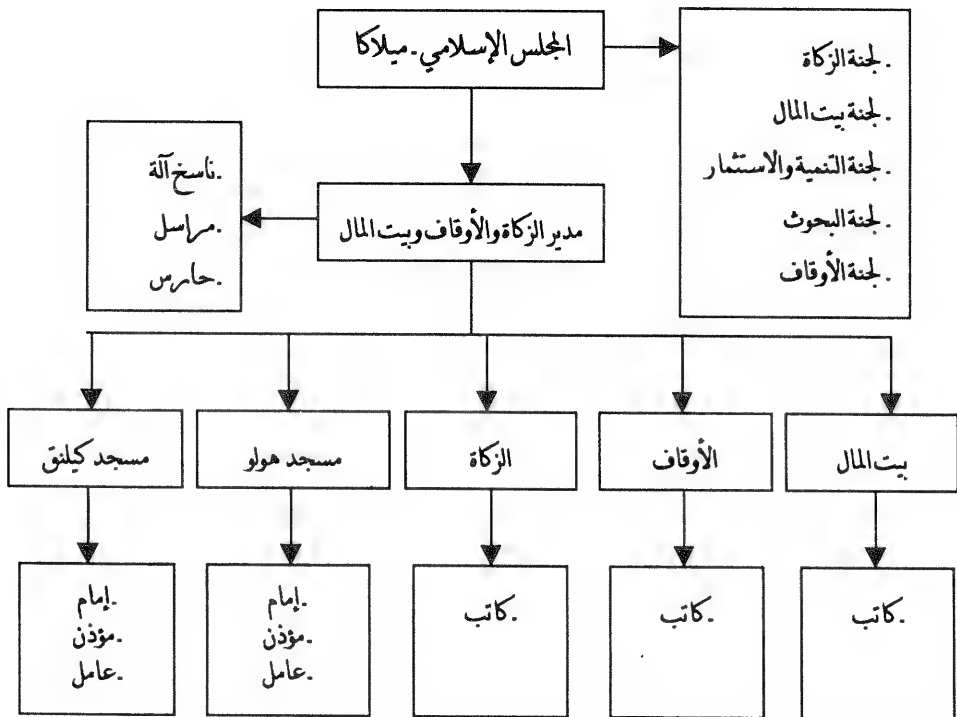 المجلس الإسلامي - ميلاكا
. لجنة الزكاة
. لجنة بيت المال
. لجنة التنمية والاستثمار
. لجنة البحوث
. لجنة الأوقاف
مدير الزكاة والأوقاف وبيت المال
. ناسخ آلة
. مراسل
. حارس
بيت المال
الأوقاف
الزكاة
مسجد هولو
مسجد كيلنق
. كاتب
. كاتب
. كاتب
. إمام
. مؤذن
. عامل
. إمام
. مؤذن
. عامل